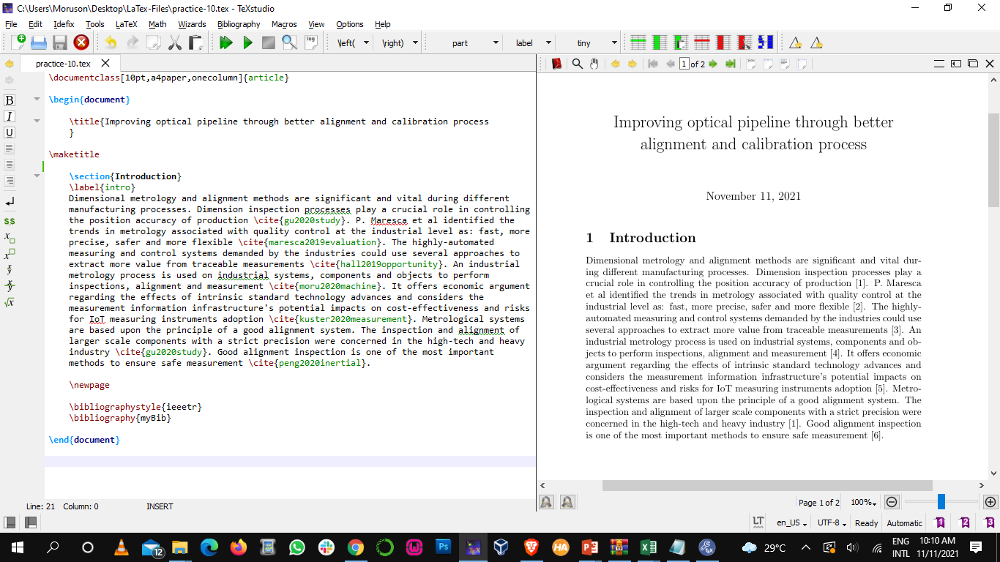 C:\Users\Moruson\Desktop\LaTex-Files\practice-10.tex - TeXstudio
File Edit Idefix Tools LaTeX Math Wizards Bibliography Macros View Options Help
log \left( \right) part label tiny
practice-10.tex
1 of 2
\documentclass[10pt,a4paper,onecolumn]{article}
\begin{document}
\title{Improving optical pipeline through better alignment and calibration process
}
\maketitle
\section{Introduction}
\label{intro}
Dimensional metrology and alignment methods are significant and vital during different
manufacturing processes. Dimension inspection processes play a crucial role in controlling
the position accuracy of production \cite{gu2020study}. P. Maresca et al identified the
trends in metrology associated with quality control at the industrial level as: fast, more
precise, safer and more flexible \cite{maresca2019evaluation}. The highly-automated
measuring and control systems demanded by the industries could use several approaches to
extract more value from traceable measurements \cite{hall2019opportunity}. An industrial
metrology process is used on industrial systems, components and objects to perform
inspections, alignment and measurement \cite{moru2020machine}. It offers economic argument
regarding the effects of intrinsic standard technology advances and considers the
measurement information infrastructure's potential impacts on cost-effectiveness and risks
for IoT measuring instruments adoption \cite{kuster2020measurement}. Metrological systems
are based upon the principle of a good alignment system. The inspection and alignment of
larger scale components with a strict precision were concerned in the high-tech and heavy
industry \cite{gu2020study}. Good alignment inspection is one of the most important
methods to ensure safe measurement \cite{peng2020inertial}.
\newpage
\bibliographystyle{ieeetr}
\bibliography{myBib}
\end{document}
Improving optical pipeline through better
alignment and calibration process
November 11, 2021
1 Introduction
Dimensional metrology and alignment methods are significant and vital dur-
ing different manufacturing processes. Dimension inspection processes play a
crucial role in controlling the position accuracy of production [1]. P. Maresca
et al identified the trends in metrology associated with quality control at the
industrial level as: fast, more precise, safer and more flexible [2]. The highly-
automated measuring and control systems demanded by the industries could use
several approaches to extract more value from traceable measurements [3]. An
industrial metrology process is used on industrial systems, components and ob-
jects to perform inspections, alignment and measurement [4]. It offers economic
argument regarding the effects of intrinsic standard technology advances and
considers the measurement information infrastructure's potential impacts on
cost-effectiveness and risks for IoT measuring instruments adoption [5]. Metro-
logical systems are based upon the principle of a good alignment system. The
inspection and alignment of larger scale components with a strict precision were
concerned in the high-tech and heavy industry [1]. Good alignment inspection
is one of the most important methods to ensure safe measurement [6].
Line: 21 Column: 0 INSERT
Page 1 of 2 100%
LT en_US UTF-8 Ready Automatic 1 2 3
12 Ps HA 29°C ENG 10:10 AM
INTL 11/11/2021